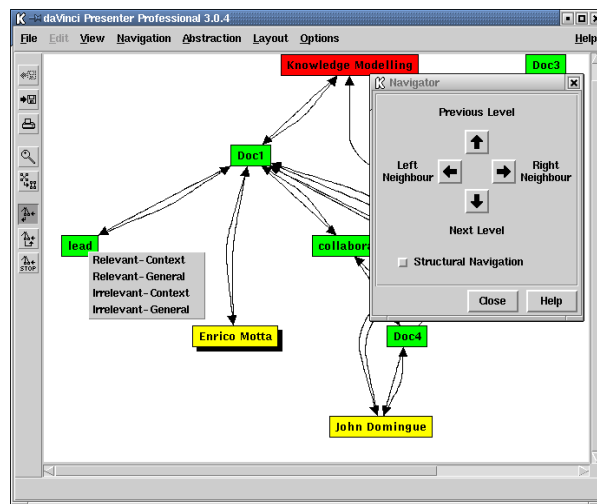 daVinci Presenter Professional 3.0.4
File Edit View Navigation Abstraction Layout Options Help
Knowledge Modelling
Doc3
Navigator
Previous Level
Left Neighbour
Right Neighbour
Next Level
Structural Navigation
Close Help
Doc1
lead
Relevant-Context
Relevant-General
Irrelevant-Context
Irrelevant-General
Enrico Motta
Doc4
John Domingue
STOP